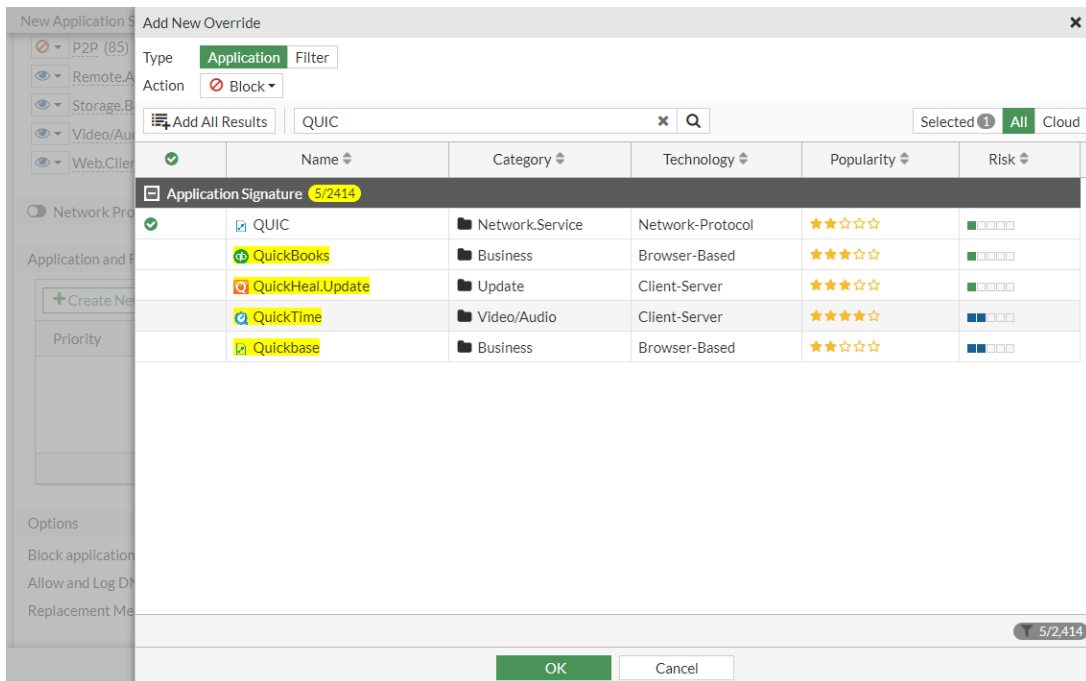 New Application S
Add New Override
P2P (85)
Type Application Filter
Remote.A
Action Block
Storage.B
Add All Results QUIC Selected 1 All Cloud
Video/Au
Web.Clien
Name Category Technology Popularity Risk
Application Signature 5/2414
Network Pro
QUIC Network.Service Network-Protocol
QuickBooks Business Browser-Based
Application and F
QuickHeal.Update Update Client-Server
Create Ne
QuickTime Video/Audio Client-Server
Priority
Quickbase Business Browser-Based
Options
Block application
Allow and Log DN
Replacement Me
5/2,414
OK Cancel